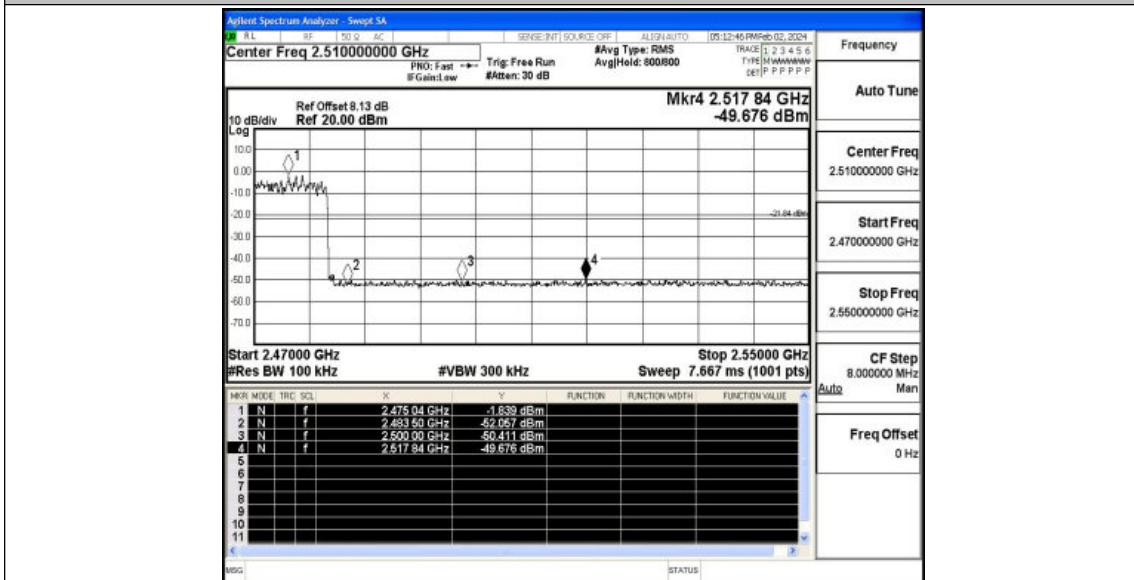 Agilent Spectrum Analyzer - Swept SA
RL RF 50 Ω AC SENSE:INT SOURCE OFF ALIGNAUTO 05:12:46 PMFeb 02, 2024
Center Freq 2.510000000 GHz #Avg Type: RMS TRACE 1 2 3 4 5 6
PNO: Fast Trig: Free Run Avg|Hold: 800/800 TYPE M W W W W W
IFGain:Low #Atten: 30 dB DET P P P P P P
Frequency
Auto Tune
Ref Offset 8.13 dB Mkr4 2.517 84 GHz
10 dB/div Ref 20.00 dBm -49.676 dBm
Log
10.0
0.00
-10.0
-20.0
-30.0
-40.0
-50.0
-60.0
-70.0
1
2
3
4
-21.84 dBm
Start 2.47000 GHz Stop 2.55000 GHz
#Res BW 100 kHz #VBW 300 kHz Sweep 7.667 ms (1001 pts)
MKR MODE TRC SCL X Y FUNCTION FUNCTION WIDTH FUNCTION VALUE
1 N f 2.475 04 GHz -1.839 dBm
2 N f 2.483 50 GHz -52.057 dBm
3 N f 2.500 00 GHz -50.411 dBm
4 N f 2.517 84 GHz -49.676 dBm
5
6
7
8
9
10
11
MSG STATUS
Center Freq
2.510000000 GHz
Start Freq
2.470000000 GHz
Stop Freq
2.550000000 GHz
CF Step
8.000000 MHz
Auto Man
Freq Offset
0 Hz